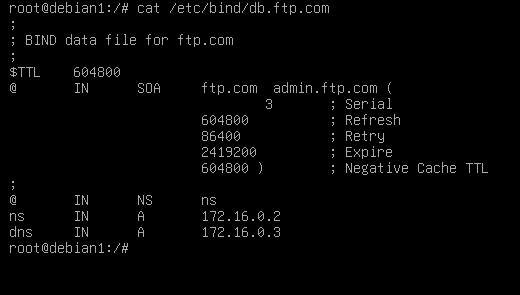 root@debian1:/# cat /etc/bind/db.ftp.com
;
; BIND data file for ftp.com
;
$TTL    604800
@       IN      SOA     ftp.com  admin.ftp.com (
                                3       ; Serial
                        604800          ; Refresh
                        86400           ; Retry
                        2419200         ; Expire
                        604800 )        ; Negative Cache TTL
;
@       IN      NS      ns
ns      IN      A       172.16.0.2
dns     IN      A       172.16.0.3
root@debian1:/#